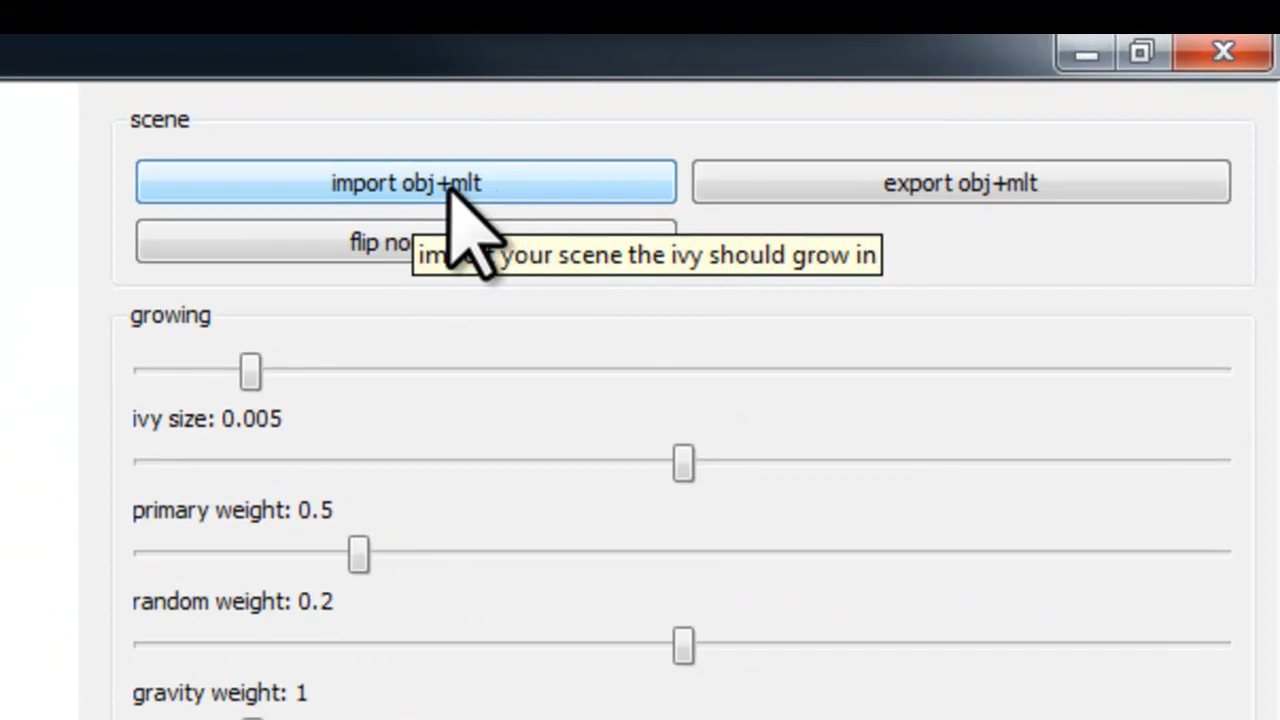 scene
import obj+mlt
export obj+mlt
flip
your scene the ivy should grow in
growing
ivy size: 0.005
primary weight: 0.5
random weight: 0.2
gravity weight: 1